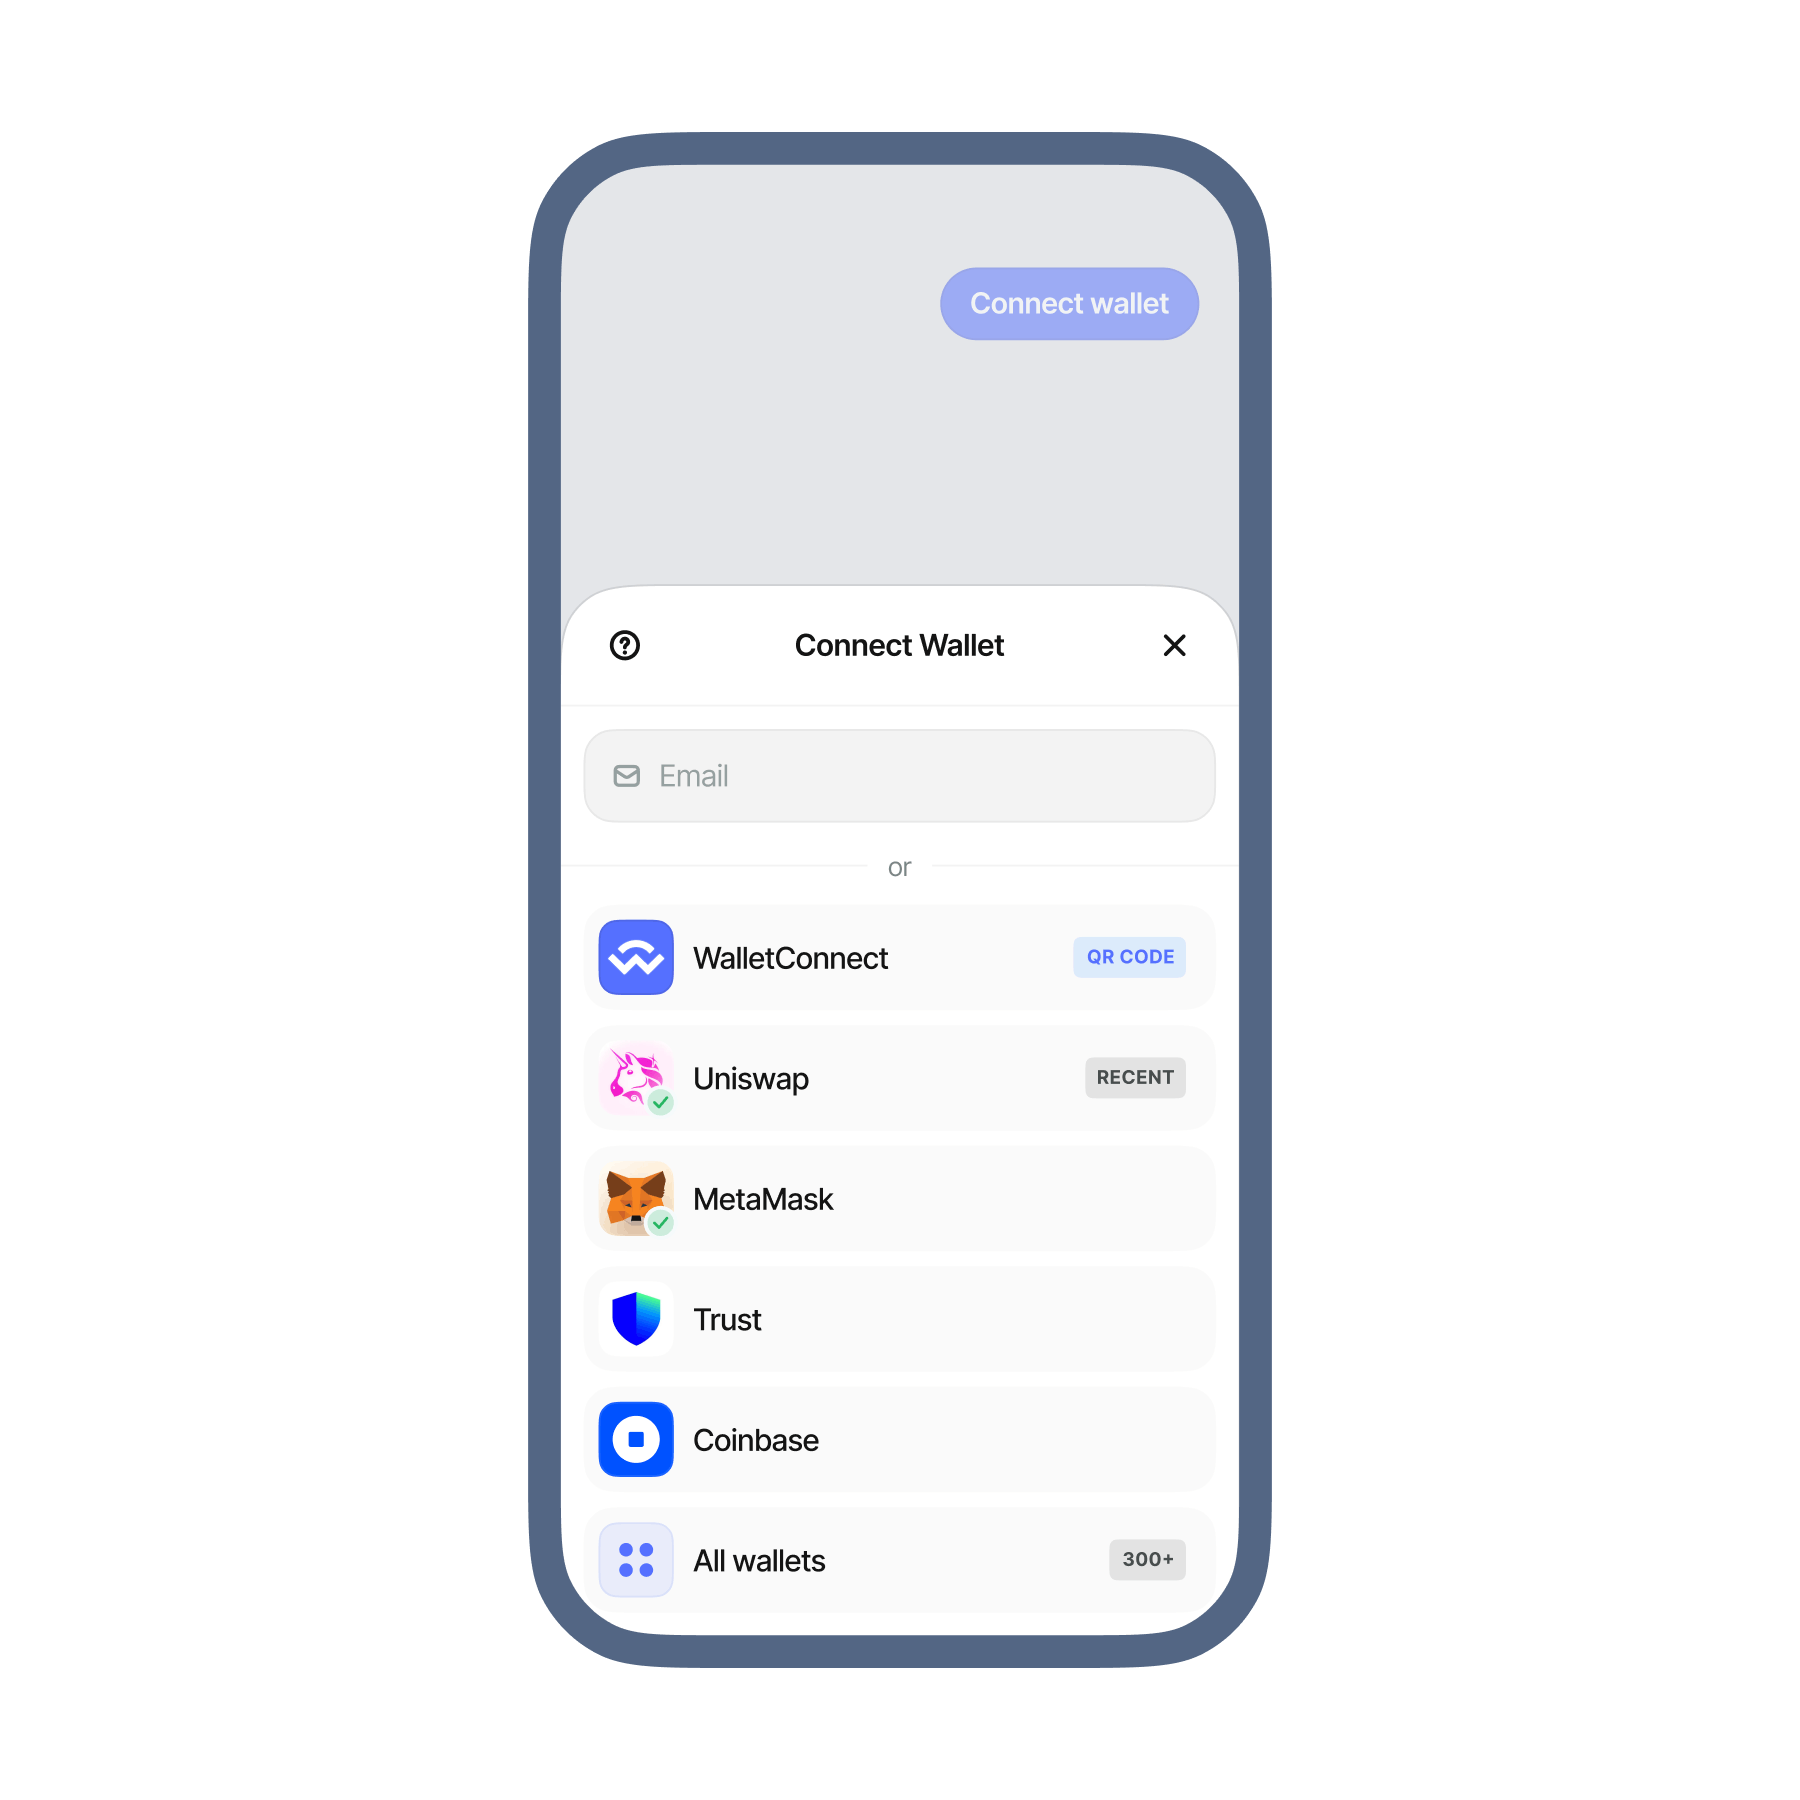 Connect wallet
Connect Wallet
Email
or
WalletConnect QR CODE
Uniswap RECENT
MetaMask
Trust
Coinbase
All wallets 300+